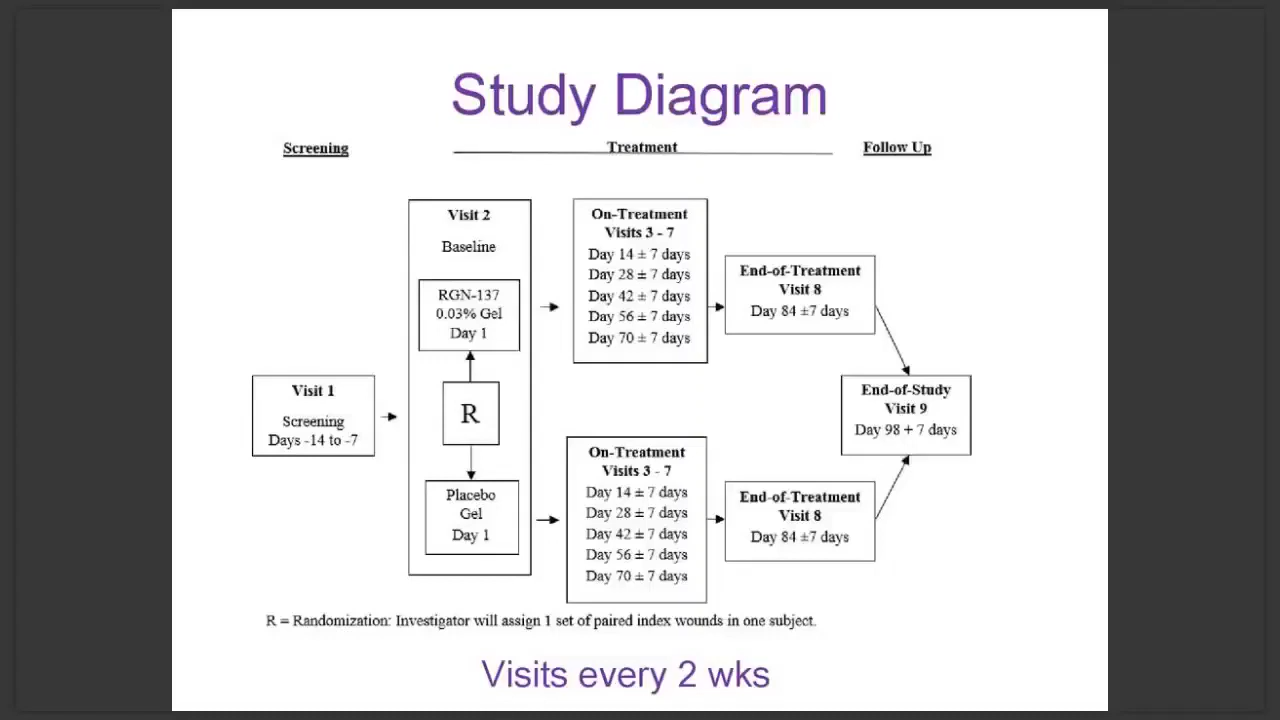 Study Diagram
Screening
Treatment
Follow Up
Visit 1
Screening
Days -14 to -7
Visit 2
Baseline
RGN-137
0.03% Gel
Day 1
R
Placebo
Gel
Day 1
On-Treatment
Visits 3 - 7
Day 14 ± 7 days
Day 28 ± 7 days
Day 42 ± 7 days
Day 56 ± 7 days
Day 70 ± 7 days
End-of-Treatment
Visit 8
Day 84 ±7 days
On-Treatment
Visits 3 - 7
Day 14 ± 7 days
Day 28 ± 7 days
Day 42 ± 7 days
Day 56 ± 7 days
Day 70 ± 7 days
End-of-Treatment
Visit 8
Day 84 ±7 days
End-of-Study
Visit 9
Day 98 + 7 days
R = Randomization: Investigator will assign 1 set of paired index wounds in one subject.
Visits every 2 wks